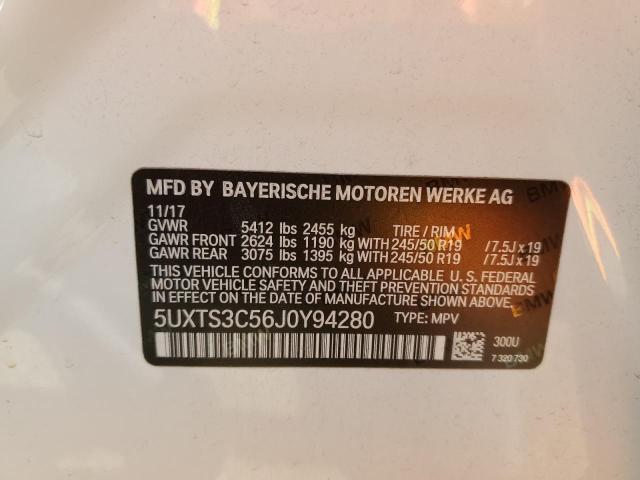 MFD BY BAYERISCHE MOTOREN WERKE AG
11/17
GVWR 5412 lbs 2455 kg TIRE / RIM
GAWR FRONT 2624 lbs 1190 kg WITH 245/50 R19 / 7.5J x 19
GAWR REAR 3075 lbs 1395 kg WITH 245/50 R19 / 7.5J x 19
THIS VEHICLE CONFORMS TO ALL APPLICABLE U. S. FEDERAL
MOTOR VEHICLE SAFETY AND THEFT PREVENTION STANDARDS
IN EFFECT ON THE DATE OF MANUFACTURE SHOWN ABOVE.
5UXTS3C56J0Y94280 TYPE: MPV
300U
7 320 730